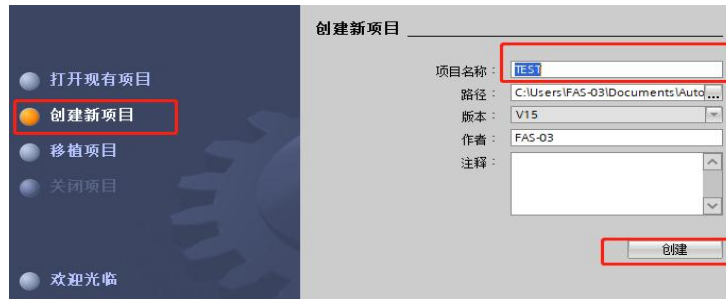 打开现有项目
创建新项目
移植项目
关闭项目
欢迎光临
创建新项目
项目名称： TEST
路径： C:\Users\FAS-03\Documents\Auto ...
版本： V15
作者： FAS-03
注释：
创建